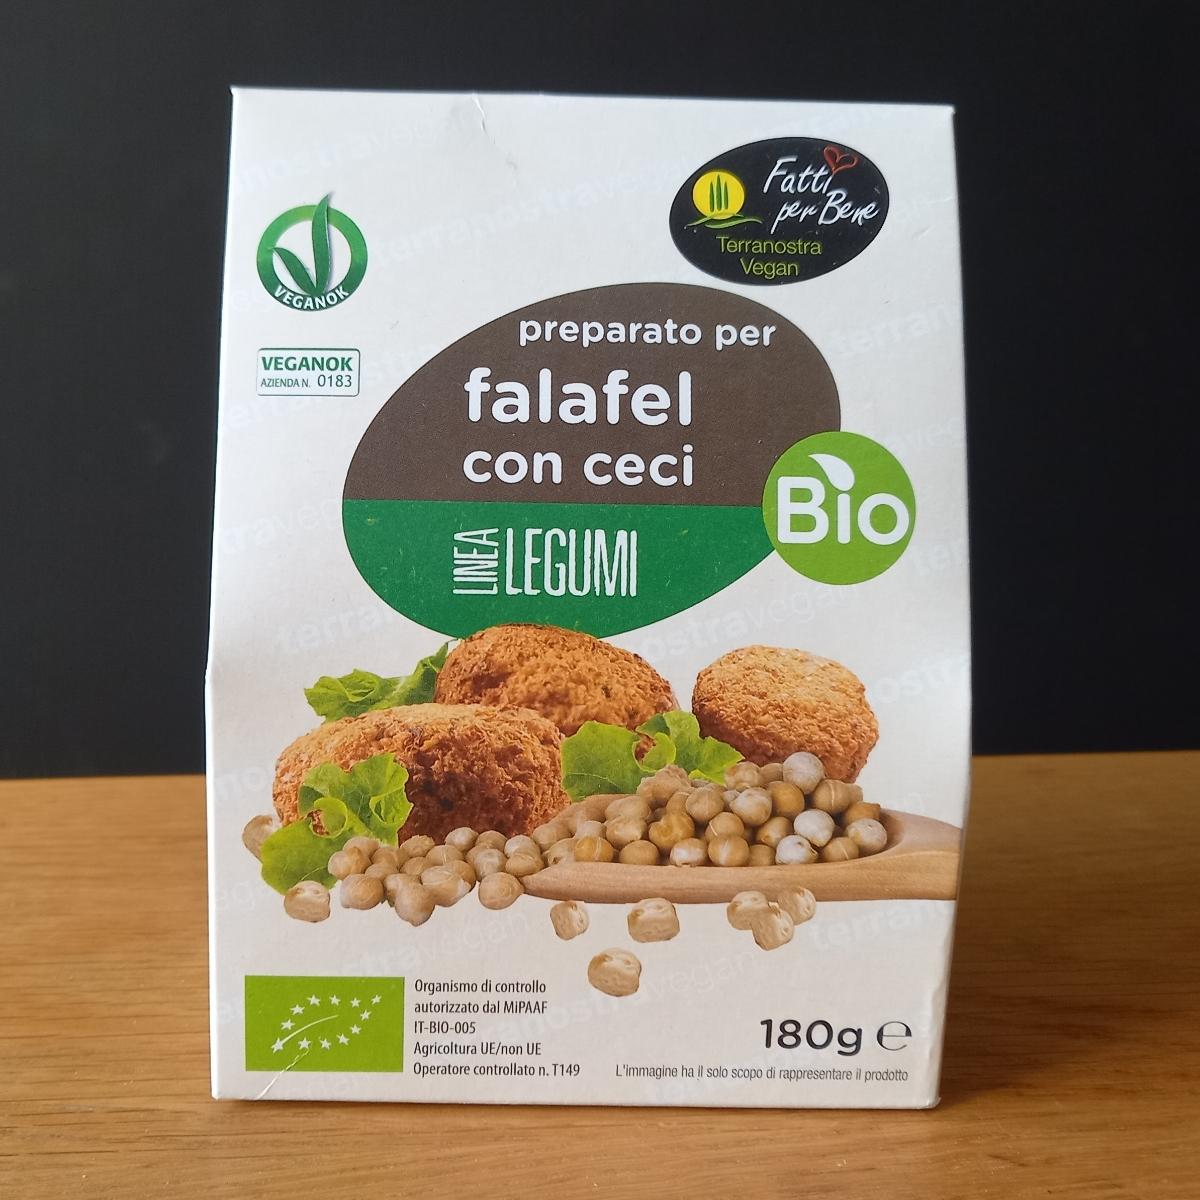 Fatti
per Bene
Terranostra
Vegan
VEGANOK
VEGANOK
AZIENDA N. 0183
preparato per
falafel
con ceci
Bio
LINEA LEGUMI
Organismo di controllo
autorizzato dal MiPAAF
IT-BIO-005
Agricoltura UE/non UE
Operatore controllato n. T149
180g ℮
L'immagine ha il solo scopo di rappresentare il prodotto